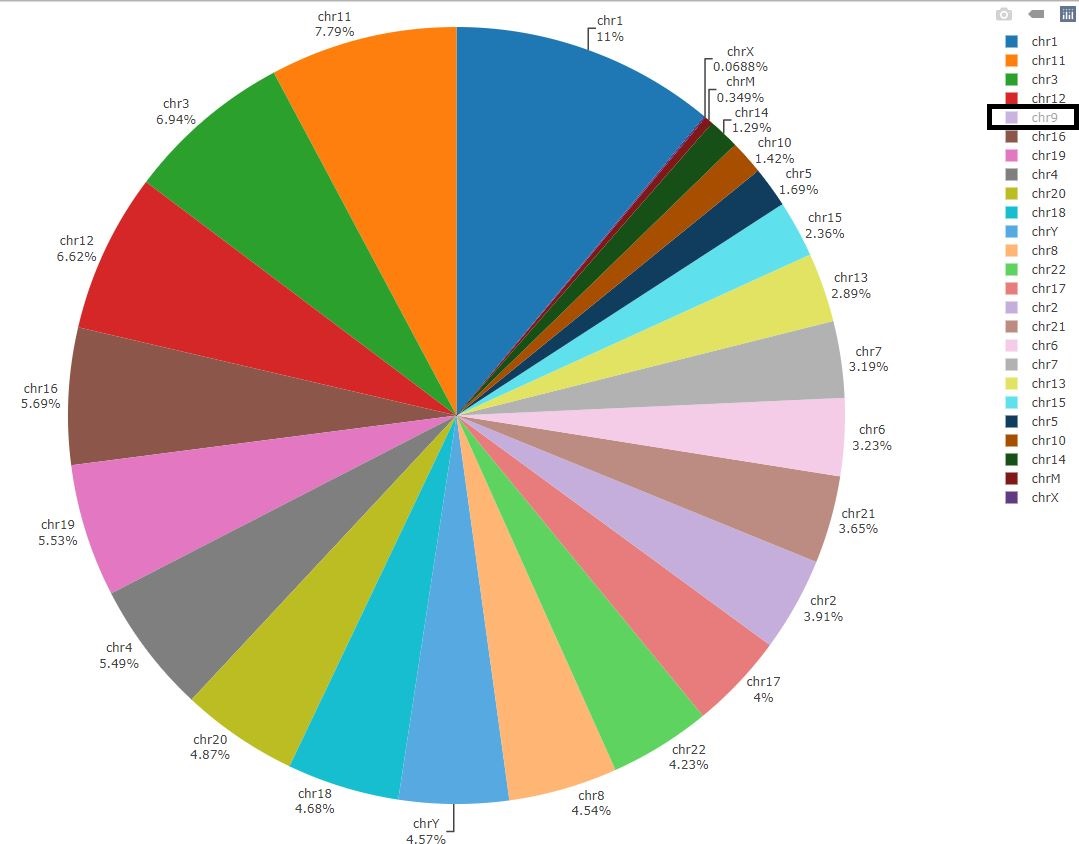 chr11
7.79%
chr1
11%
chrX
0.0688%
chrM
0.349%
chr14
1.29%
chr10
1.42%
chr5
1.69%
chr15
2.36%
chr13
2.89%
chr7
3.19%
chr6
3.23%
chr21
3.65%
chr2
3.91%
chr17
4%
chr22
4.23%
chr8
4.54%
chrY
4.57%
chr18
4.68%
chr20
4.87%
chr4
5.49%
chr19
5.53%
chr16
5.69%
chr12
6.62%
chr3
6.94%
chr1
chr11
chr3
chr12
chr9
chr16
chr19
chr4
chr20
chr18
chrY
chr8
chr22
chr17
chr2
chr21
chr6
chr7
chr13
chr15
chr5
chr10
chr14
chrM
chrX